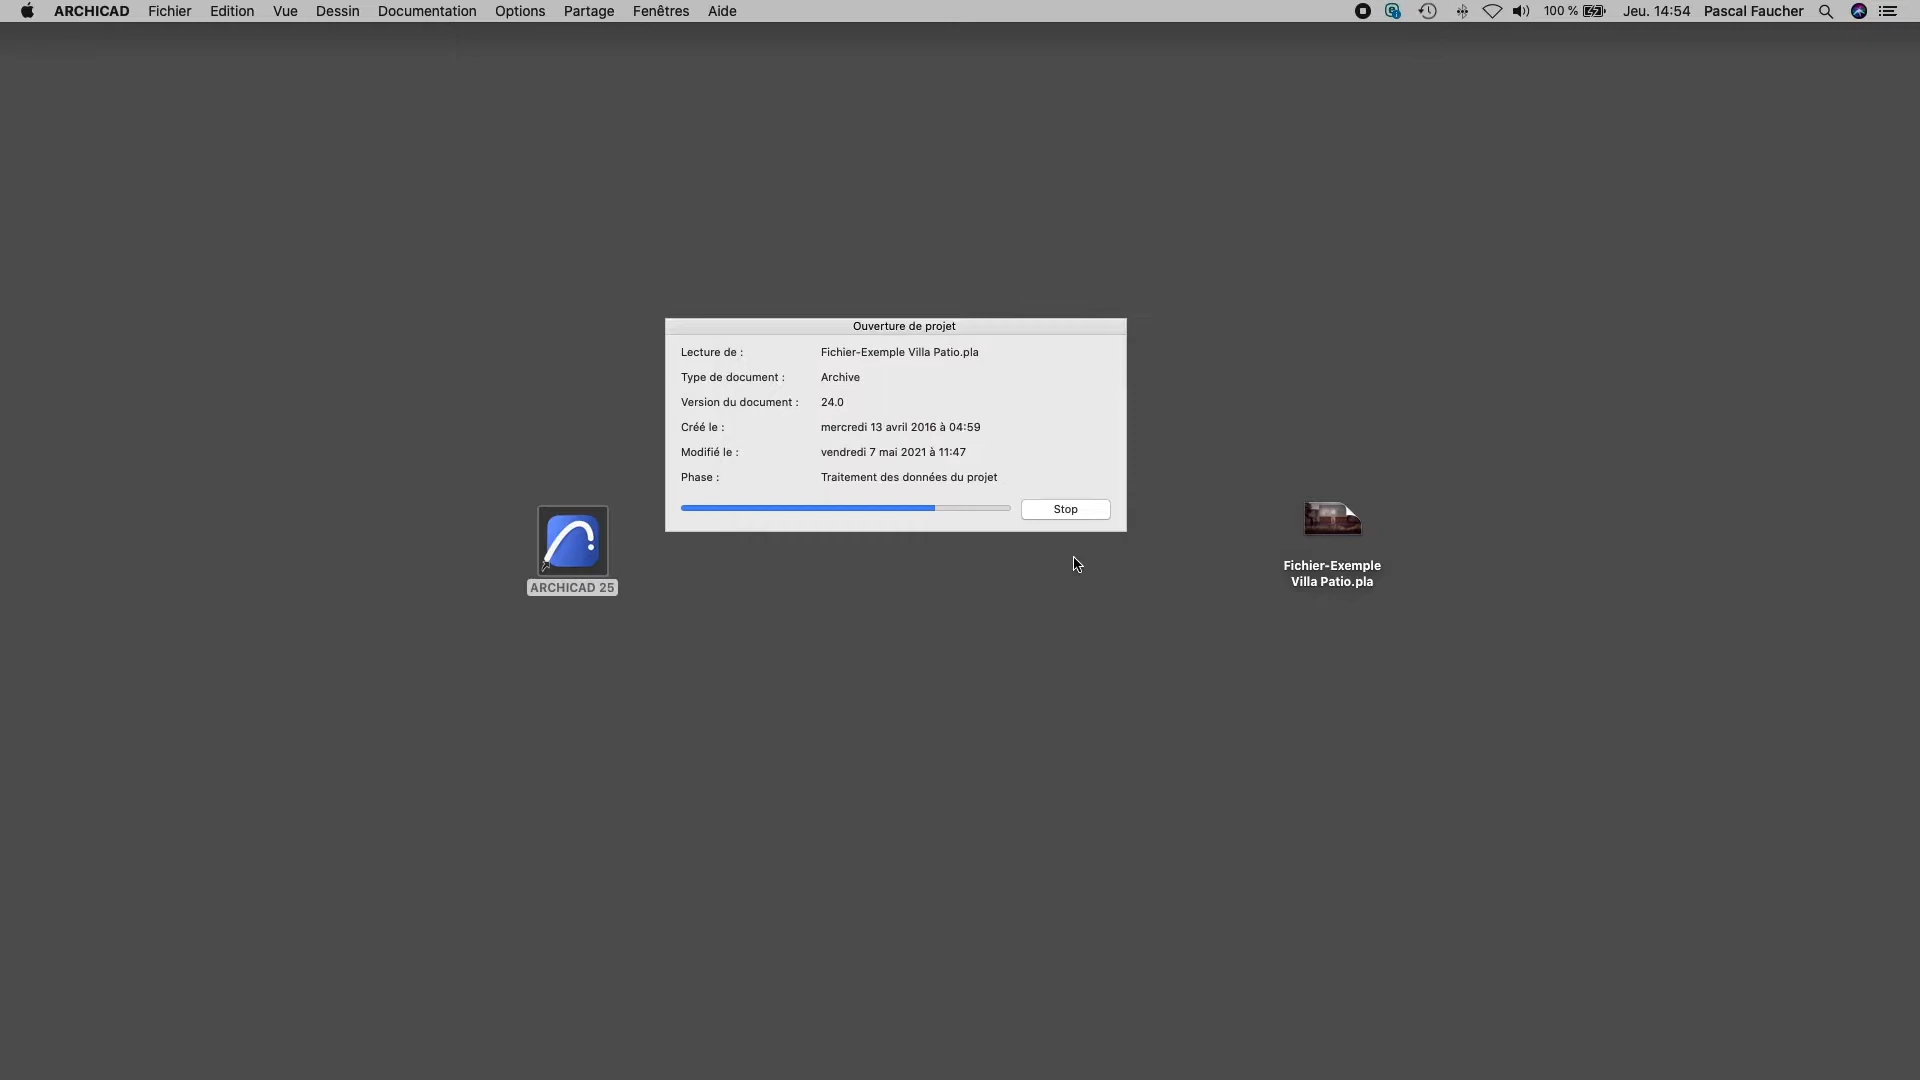 ARCHICAD Fichier Edition Vue Dessin Documentation Options Partage Fenêtres Aide 100 % Jeu. 14:54 Pascal Faucher
Ouverture de projet
Lecture de : Fichier-Exemple Villa Patio.pla
Type de document : Archive
Version du document : 24.0
Créé le : mercredi 13 avril 2016 à 04:59
Modifié le : vendredi 7 mai 2021 à 11:47
Phase : Traitement des données du projet
Stop
ARCHICAD 25
Fichier-Exemple
Villa Patio.pla